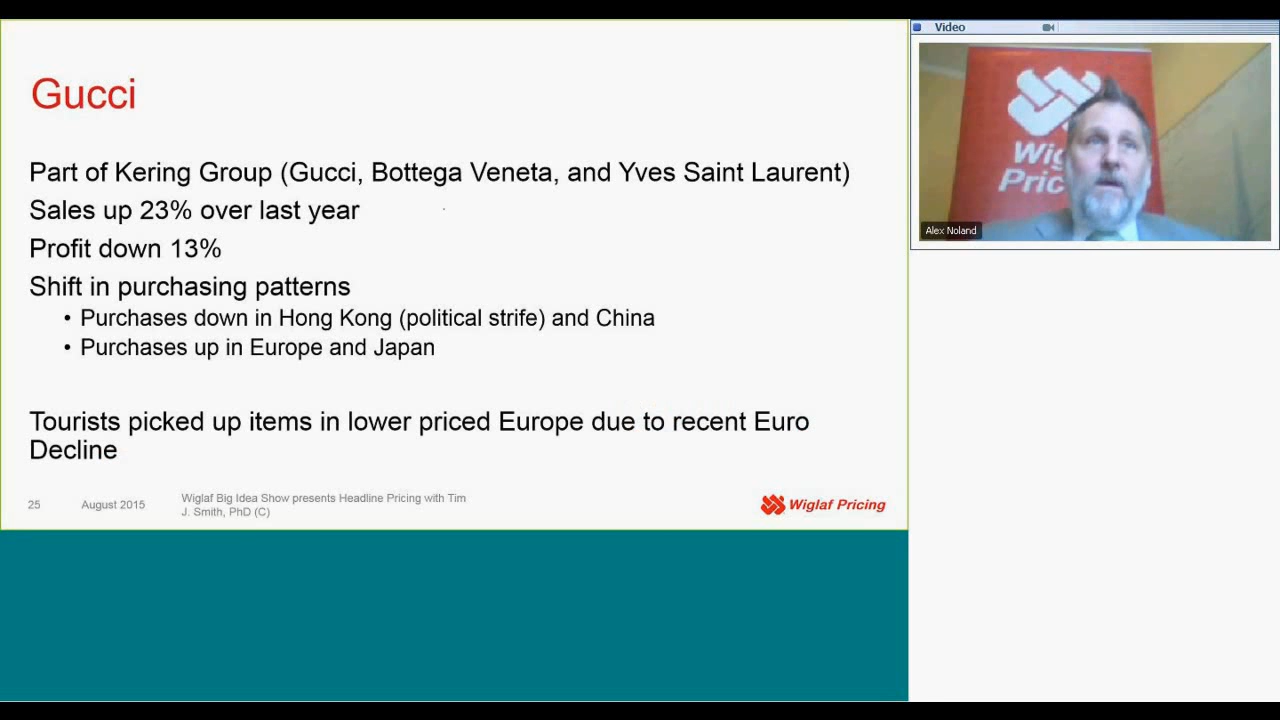 Gucci
Part of Kering Group (Gucci, Bottega Veneta, and Yves Saint Laurent)
Sales up 23% over last year
Profit down 13%
Shift in purchasing patterns
• Purchases down in Hong Kong (political strife) and China
• Purchases up in Europe and Japan
Tourists picked up items in lower priced Europe due to recent Euro
Decline
25
August 2015
Wiglaf Big Idea Show presents Headline Pricing with Tim
J. Smith, PhD (C)
Wiglaf Pricing
Video
Wig
Pric
Alex Noland